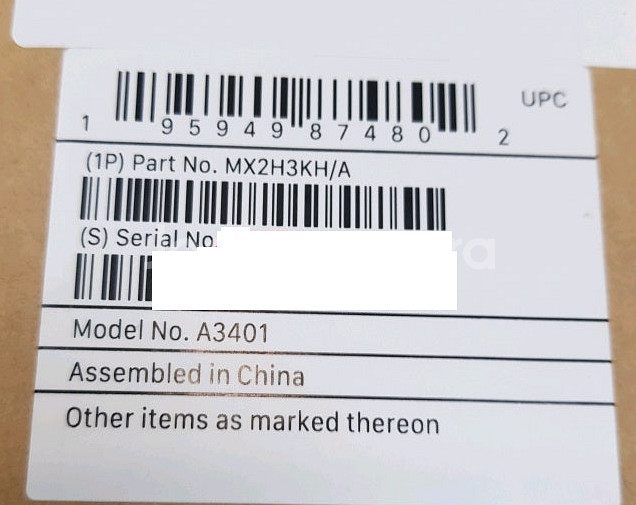 UPC
1 95949 87480 2
(1P) Part No. MX2H3KH/A
(S) Serial No.
Model No. A3401
Assembled in China
Other items as marked thereon